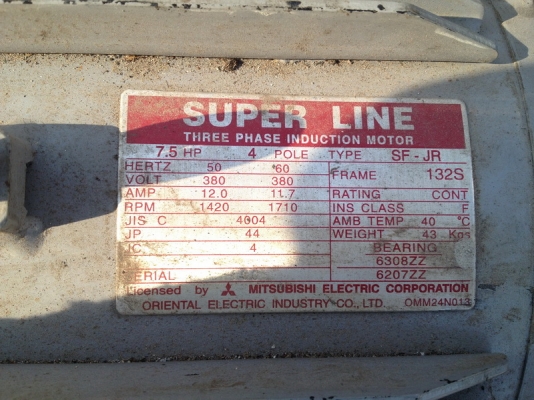 SUPER LINE
THREE PHASE INDUCTION MOTOR
7.5 HP 4 POLE TYPE SF-JR
HERTZ 50 60 FRAME 132S
VOLT 380 380
AMP 12.0 11.7 RATING CONT
RPM 1420 1710 INS CLASS F
JIS C 4004 AMB TEMP 40 °C
JP 44 WEIGHT 43 Kgs
JC 4 BEARING
6308ZZ
SERIAL 6207ZZ
Licensed by MITSUBISHI ELECTRIC CORPORATION
ORIENTAL ELECTRIC INDUSTRY CO., LTD. OMM24N013